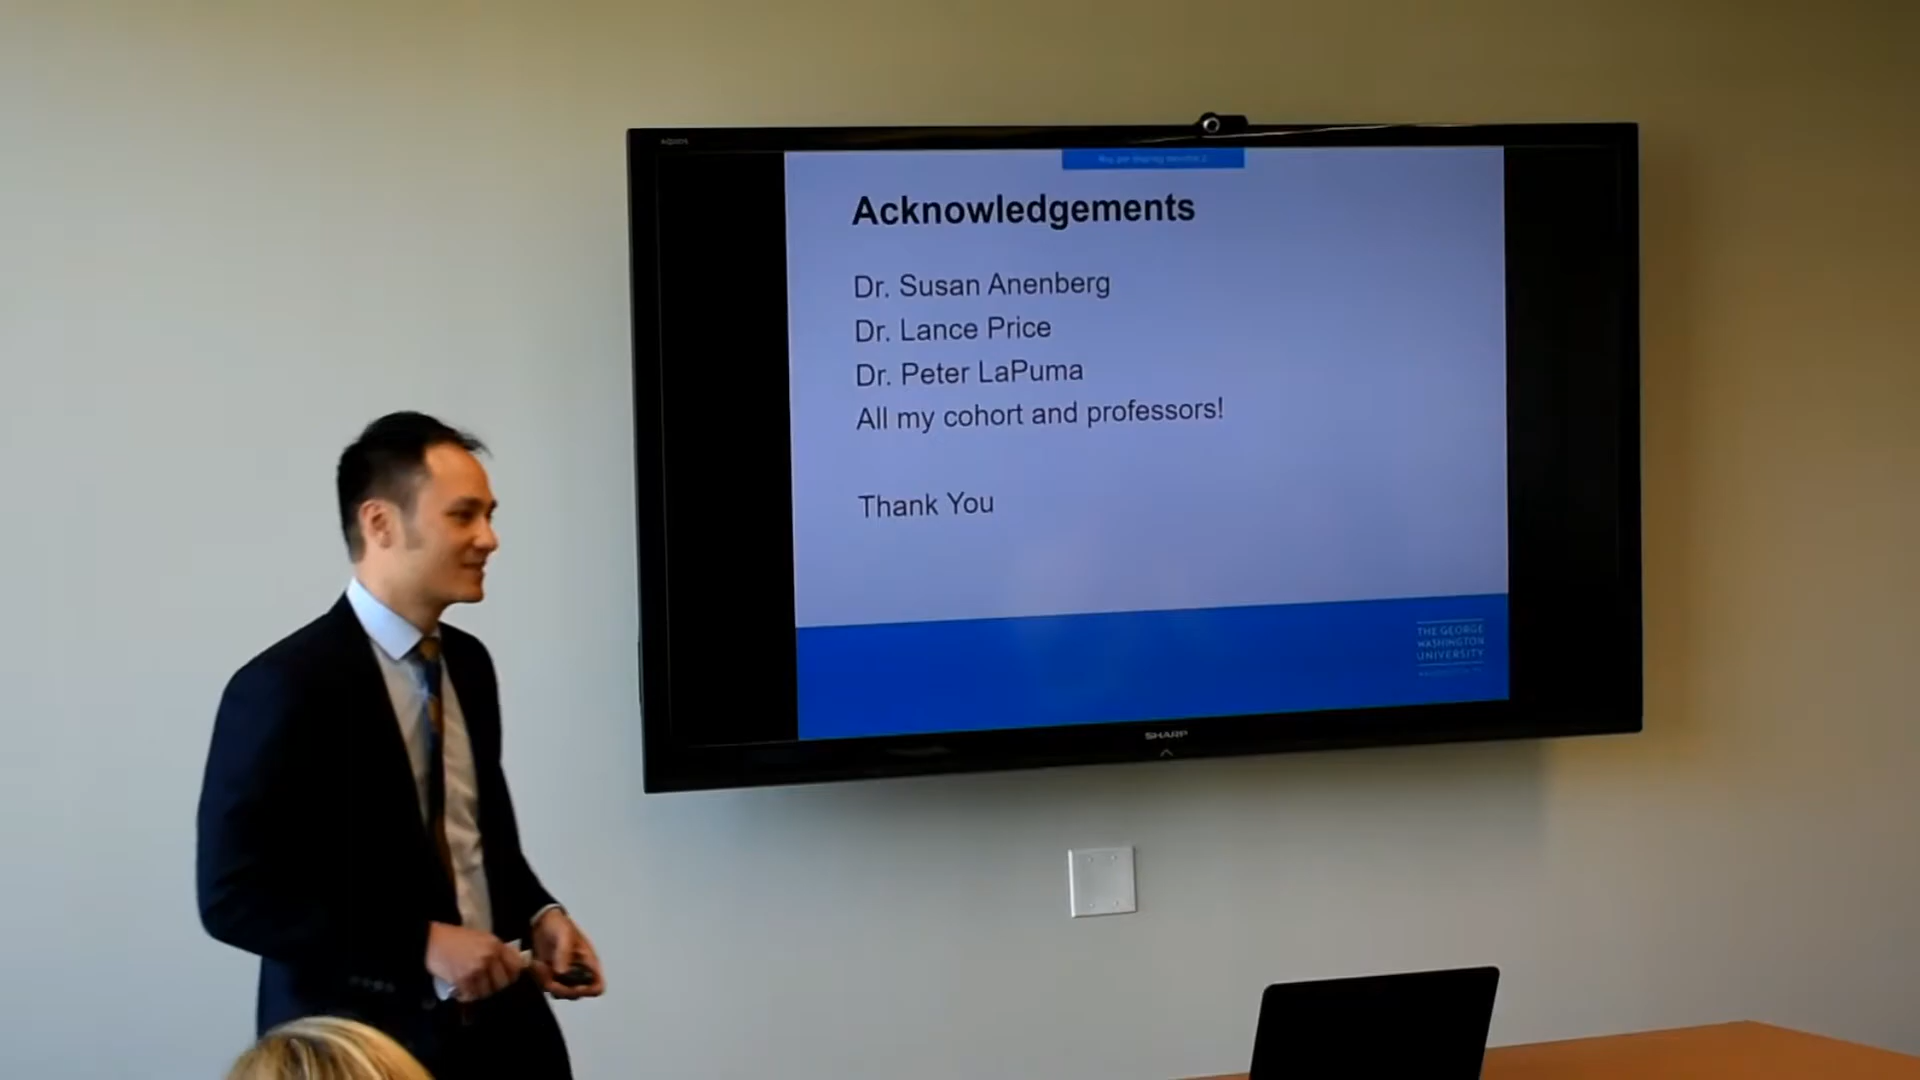 AQUOS
Acknowledgements
Dr. Susan Anenberg
Dr. Lance Price
Dr. Peter LaPuma
All my cohort and professors!
Thank You
THE GEORGE
WASHINGTON
UNIVERSITY
SHARP